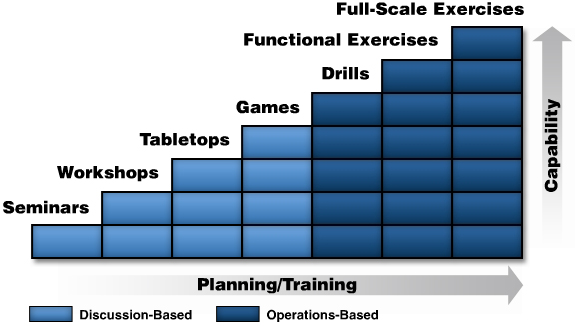 Full-Scale Exercises
Functional Exercises
Drills
Games
Tabletops
Workshops
Seminars
Capability
Planning/Training
Discussion-Based
Operations-Based